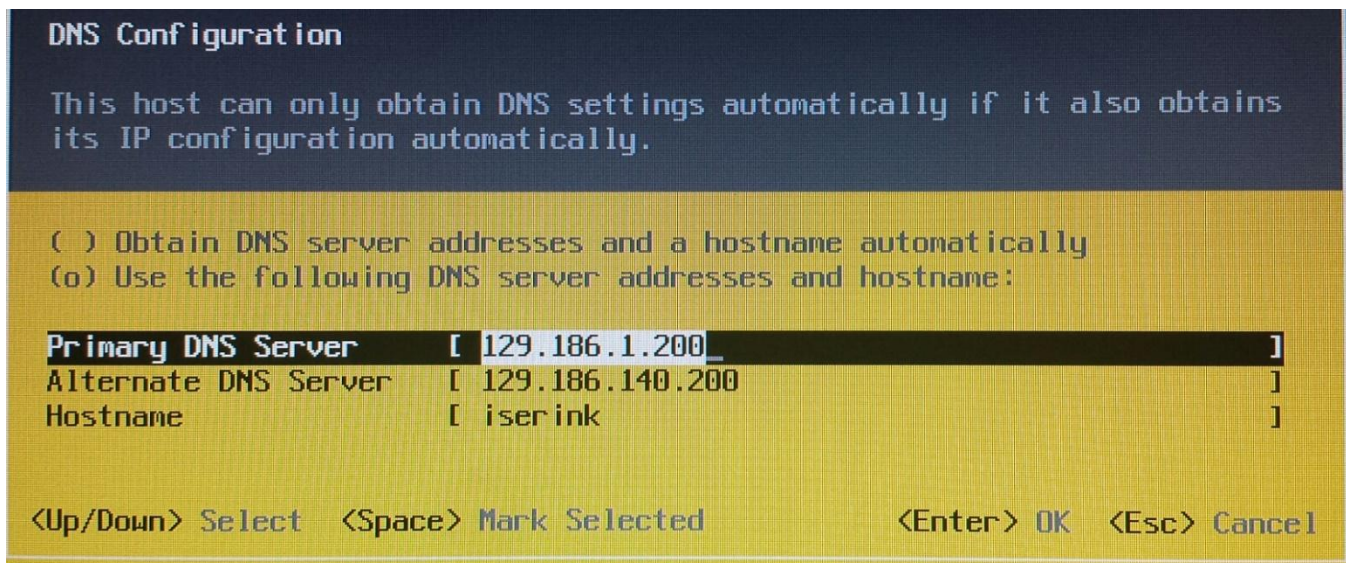 DNS Configuration
This host can only obtain DNS settings automatically if it also obtains
its IP configuration automatically.
( ) Obtain DNS server addresses and a hostname automatically
(o) Use the following DNS server addresses and hostname:
Primary DNS Server [ 129.186.1.200_ ]
Alternate DNS Server [ 129.186.140.200 ]
Hostname [ iserink ]
<Up/Down> Select <Space> Mark Selected <Enter> OK <Esc> Cancel